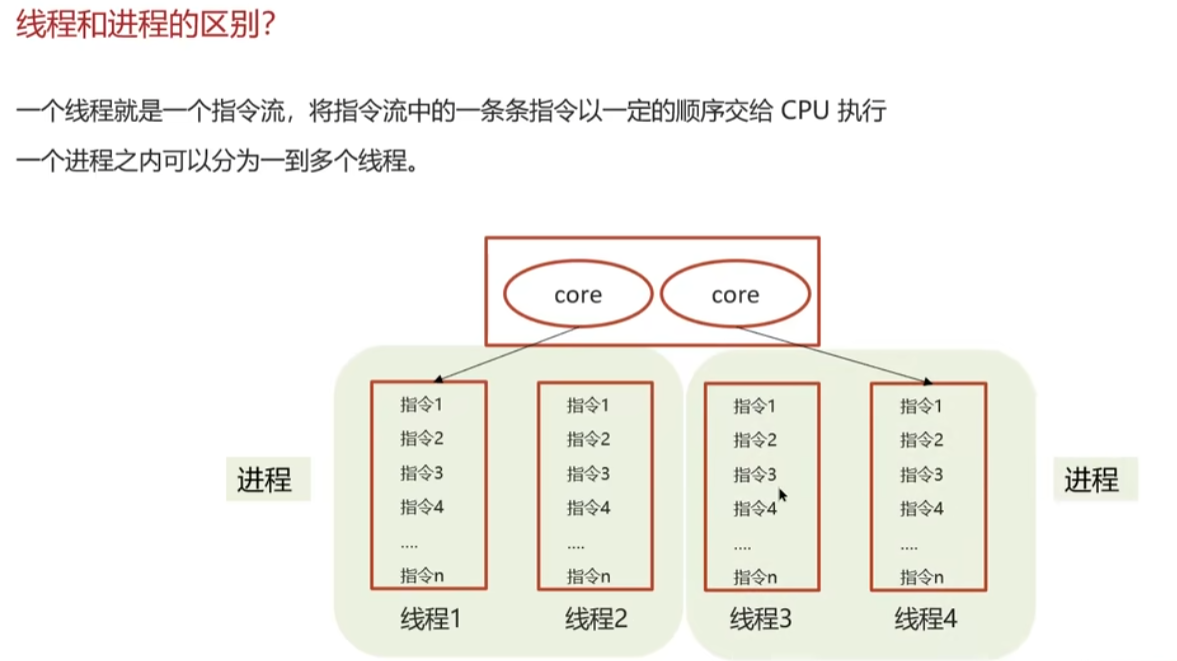 线程和进程的区别?
一个线程就是一个指令流，将指令流中的一条条指令以一定的顺序交给 CPU 执行
一个进程之内可以分为一到多个线程。
core core
指令1 指令1 指令1 指令1
指令2 指令2 指令2 指令2
指令3 指令3 指令3 指令3
进程 进程
指令4 指令4 指令4 指令4
.... .... .... ....
指令n 指令n 指令n 指令n
线程1 线程2 线程3 线程4